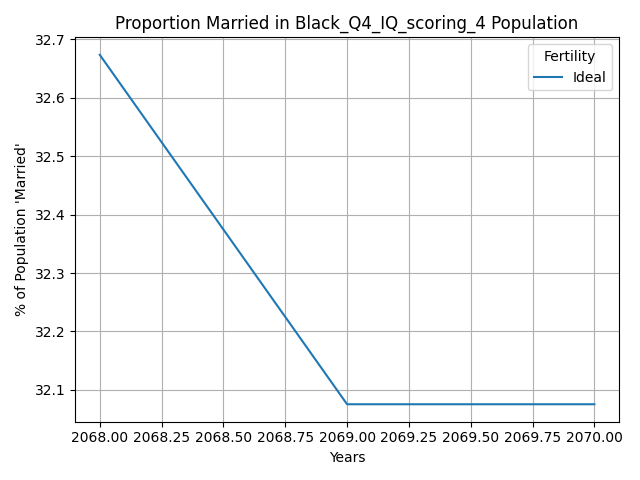 Proportion Married in Black_Q4_IQ_scoring_4 Population
32.7
32.6
32.5
32.4
32.3
32.2
32.1
% of Population 'Married'
Fertility
Ideal
2068.00 2068.25 2068.50 2068.75 2069.00 2069.25 2069.50 2069.75 2070.00
Years